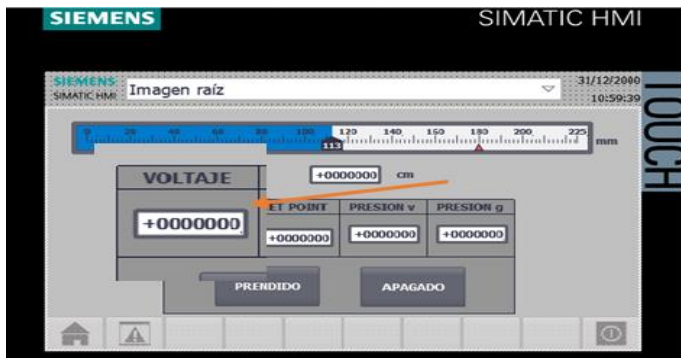 SIEMENS SIMATIC HMI
SIEMENS
SIMATIC HMI
Imagen raíz
31/12/2000
10:59:39
TOUCH
0 20 40 60 80 100 120 140 160 180 200 225 mm
113
+0000000 cm
VOLTAJE ET POINT PRESION v PRESION g
+0000000 +0000000 +0000000 +0000000
PRENDIDO APAGADO